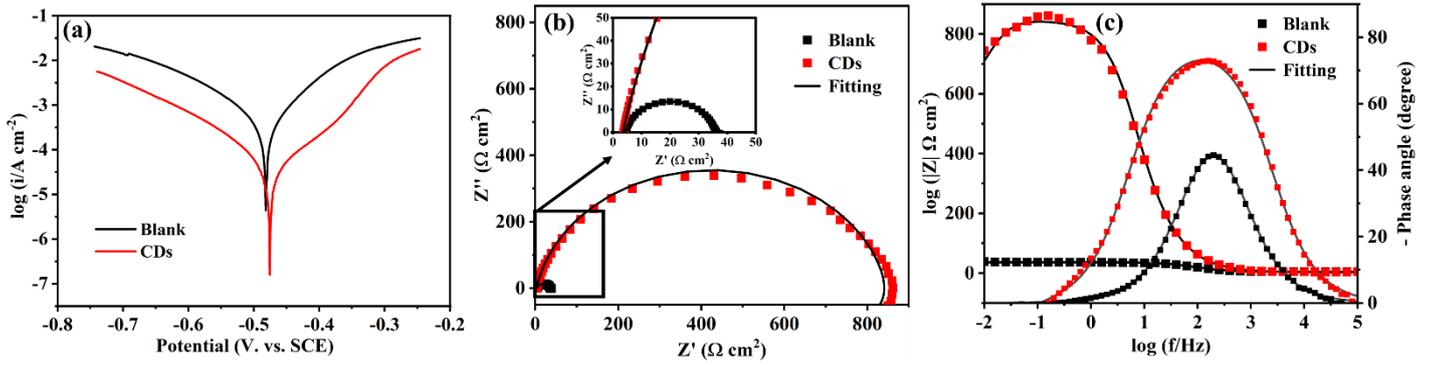 (a)
-1
-2
-3
-4
-5
-6
-7
log (i/A cm-2)
Blank
CDs
-0.8
-0.7
-0.6
-0.5
-0.4
-0.3
-0.2
Potential (V. vs. SCE)
(b)
800
600
400
200
0
Z'' (Ω cm2)
50
40
30
20
10
0
Z'' (Ω cm2)
0
10
20
30
40
50
Z' (Ω cm2)
Blank
CDs
Fitting
0
200
400
600
800
Z' (Ω cm2)
(c)
800
600
400
200
0
log (|Z| Ω cm2)
Blank
CDs
Fitting
80
60
40
20
0
- Phase angle (degree)
-2
-1
0
1
2
3
4
5
log (f/Hz)